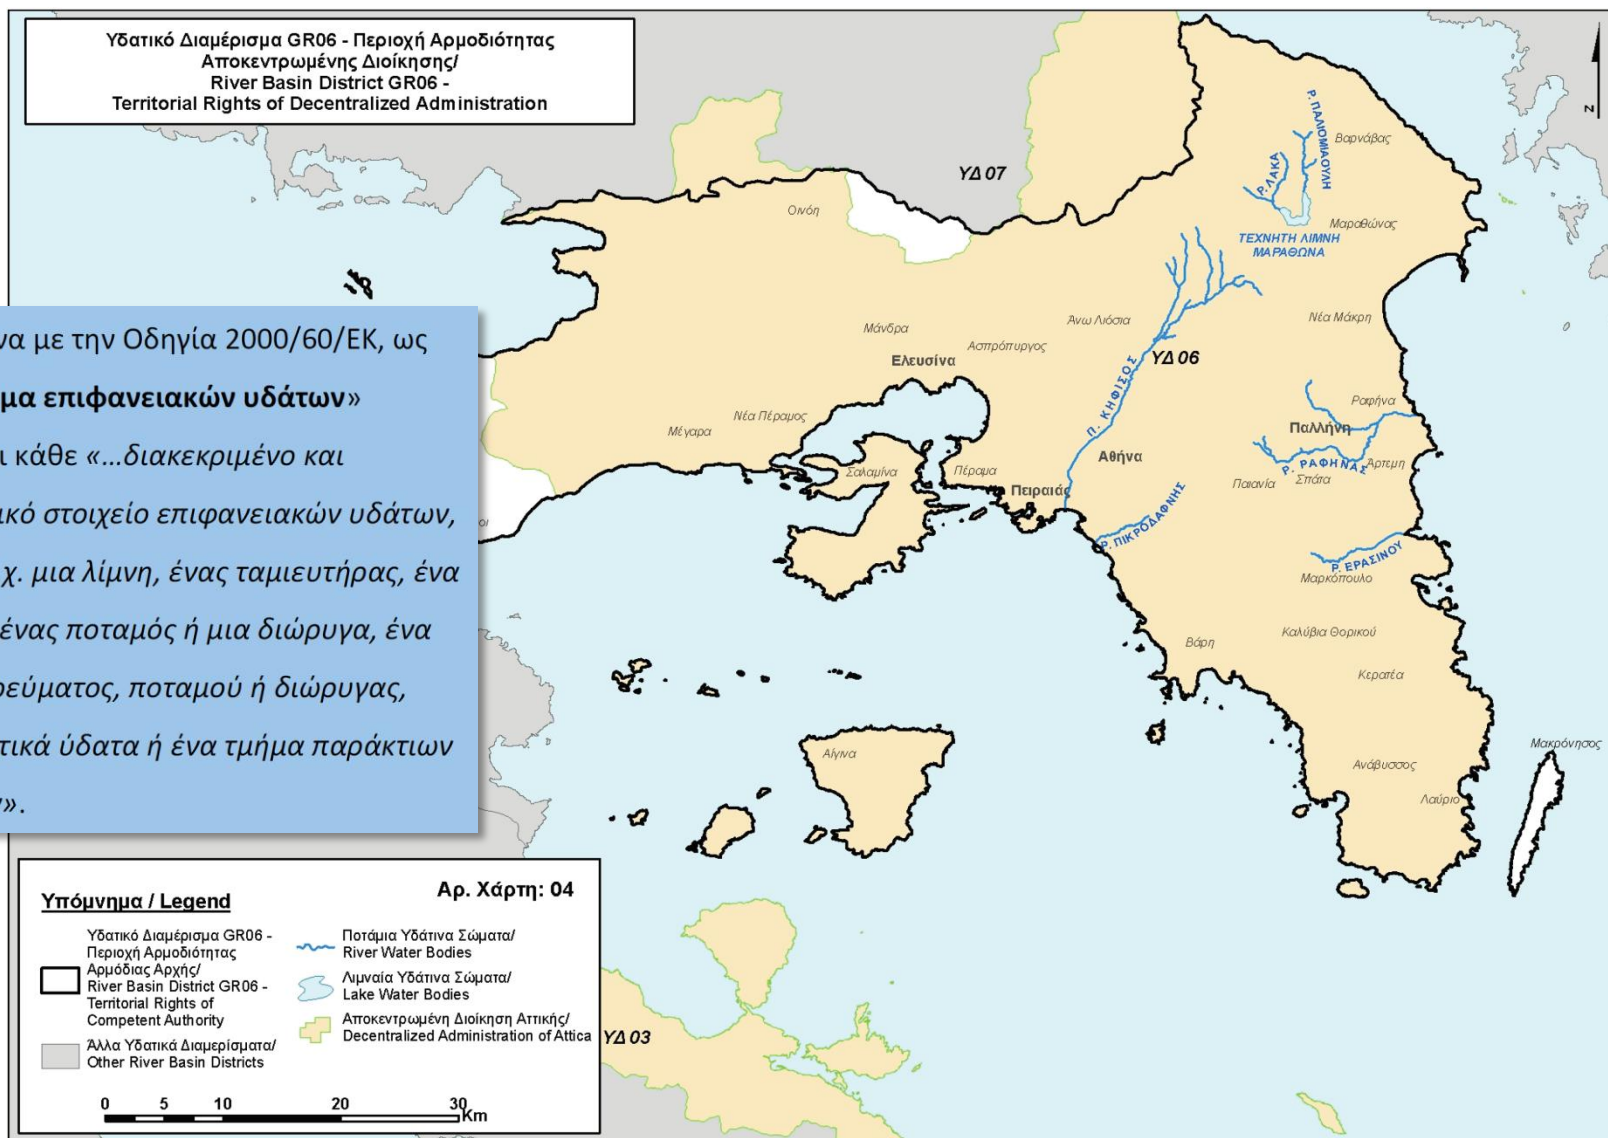 Υδατικό Διαμέρισμα GR06 - Περιοχή Αρμοδιότητας
Αποκεντρωμένης Διοίκησης/
River Basin District GR06 -
Territorial Rights of Decentralized Administration
z
Ρ. ΠΑΛΙΟΜΙΑΟΥΛΗ
Βαρνάβας
ΥΔ 07
Ρ. ΛΑΚΑ
Οινόη
Μαραθώνας
ΤΕΧΝΗΤΗ ΛΙΜΝΗ
ΜΑΡΑΘΩΝΑ
Νέα Μάκρη
Άνω Λιόσια
Μάνδρα
Ασπρόπυργος
Ελευσίνα
ΥΔ 06
Π. ΚΗΦΙΣΟΣ
Ραφήνα
Νέα Πέραμος
Παλλήνη
Μέγαρα
Αθήνα
Σαλαμίνα
Πέραμα
Ρ. ΡΑΦΗΝΑΣ
Άρτεμη
Σπάτα
Παιανία
Πειραιάς
Ρ. ΠΙΚΡΟΔΑΦΝΗΣ
Ρ. ΕΡΑΣΙΝΟΥ
Μαρκόπουλο
Καλύβια Θορικού
Βάρη
Κερατέα
Μακρόνησος
Αίγινα
Ανάβυσσος
Λαύριο
να με την Οδηγία 2000/60/ΕΚ, ως
μα επιφανειακών υδάτων»
ι κάθε «...διακεκριμένο και
ικό στοιχείο επιφανειακών υδάτων,
χ. μια λίμνη, ένας ταμιευτήρας, ένα
ένας ποταμός ή μια διώρυγα, ένα
ρεύματος, ποταμού ή διώρυγας,
τικά ύδατα ή ένα τμήμα παράκτιων
».
οι
Υπόμνημα / Legend
Αρ. Χάρτη: 04
Υδατικό Διαμέρισμα GR06 -
Περιοχή Αρμοδιότητας
Αρμόδιας Αρχής/
River Basin District GR06 -
Territorial Rights of
Competent Authority
Άλλα Υδατικά Διαμερίσματα/
Other River Basin Districts
Ποτάμια Υδάτινα Σώματα/
River Water Bodies
Λιμναία Υδάτινα Σώματα/
Lake Water Bodies
Αποκεντρωμένη Διοίκηση Αττικής/
Decentralized Administration of Attica
0 5 10 20 30 Km
ΥΔ 03